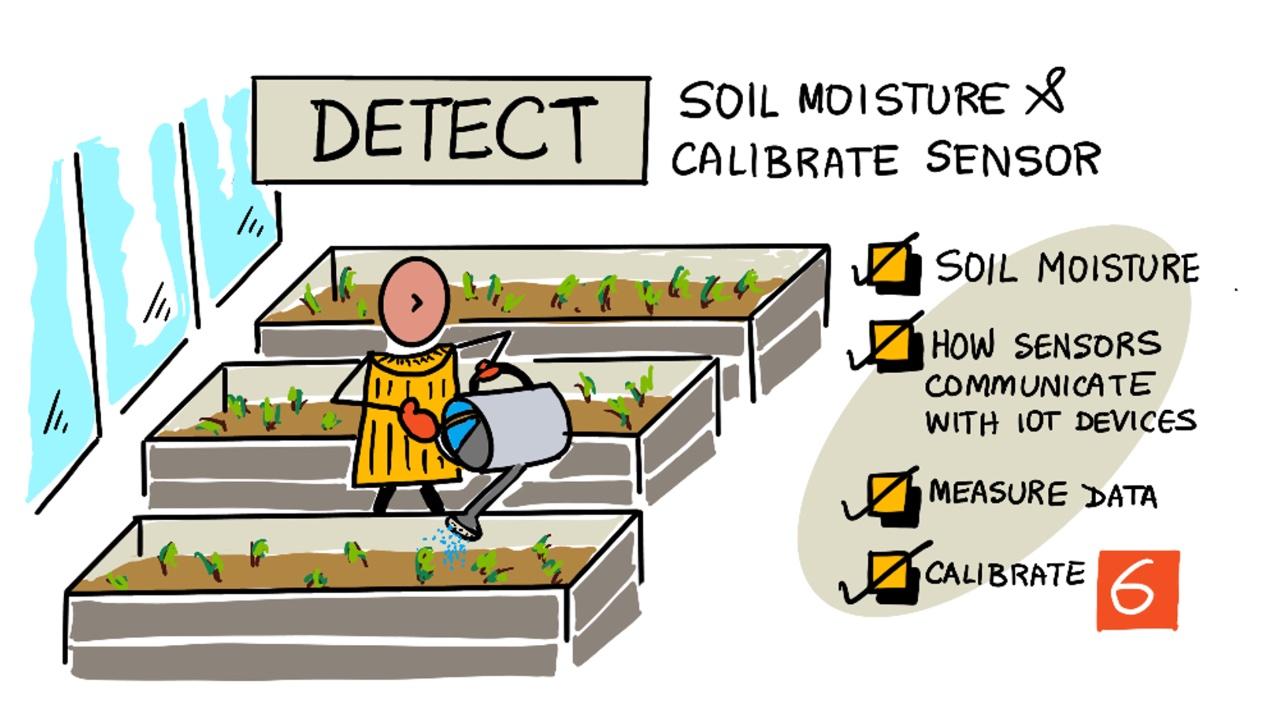 DETECT
SOIL MOISTURE &
CALIBRATE SENSOR
SOIL MOISTURE
HOW SENSORS
COMMUNICATE
WITH IOT DEVICES
MEASURE DATA
CALIBRATE
6